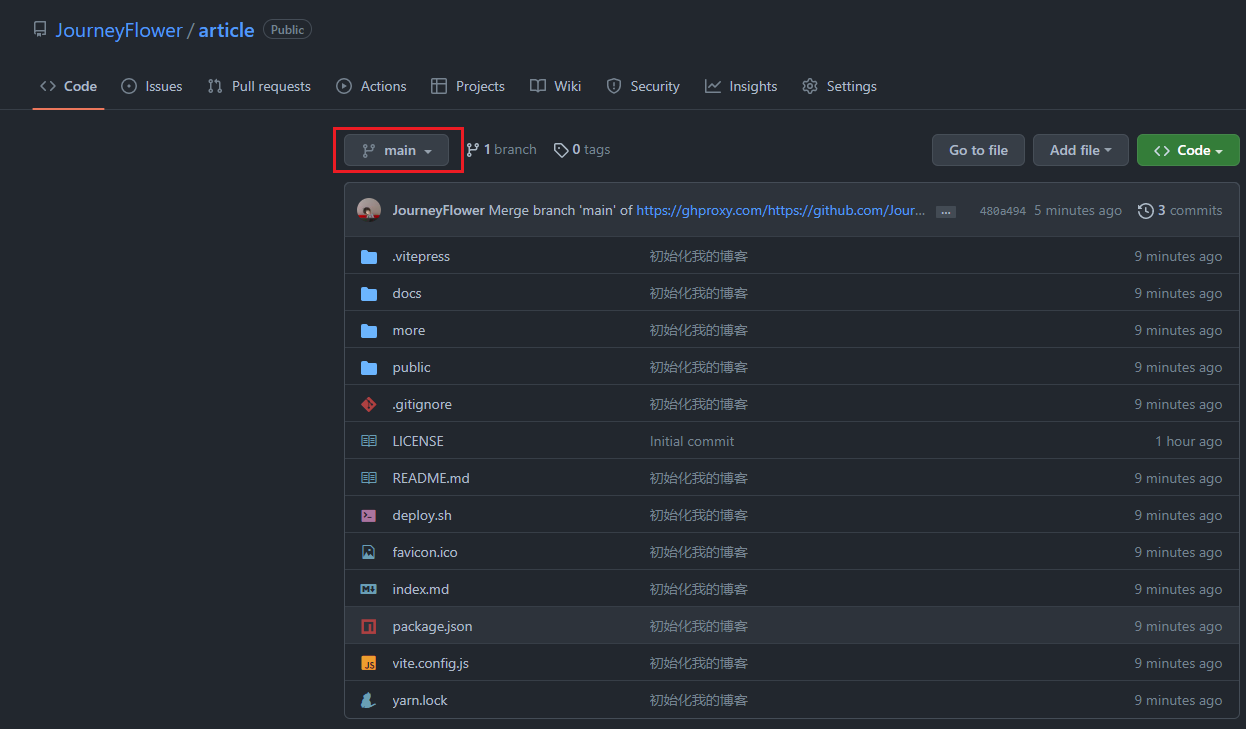 JourneyFlower / article Public
Code Issues Pull requests Actions Projects Wiki Security Insights Settings
main 1 branch 0 tags Go to file Add file Code
JourneyFlower Merge branch 'main' of https://ghproxy.com/https://github.com/Jour... ... 480a494 5 minutes ago 3 commits
.vitepress 初始化我的博客 9 minutes ago
docs 初始化我的博客 9 minutes ago
more 初始化我的博客 9 minutes ago
public 初始化我的博客 9 minutes ago
.gitignore 初始化我的博客 9 minutes ago
LICENSE Initial commit 1 hour ago
README.md 初始化我的博客 9 minutes ago
deploy.sh 初始化我的博客 9 minutes ago
favicon.ico 初始化我的博客 9 minutes ago
index.md 初始化我的博客 9 minutes ago
package.json 初始化我的博客 9 minutes ago
vite.config.js 初始化我的博客 9 minutes ago
yarn.lock 初始化我的博客 9 minutes ago